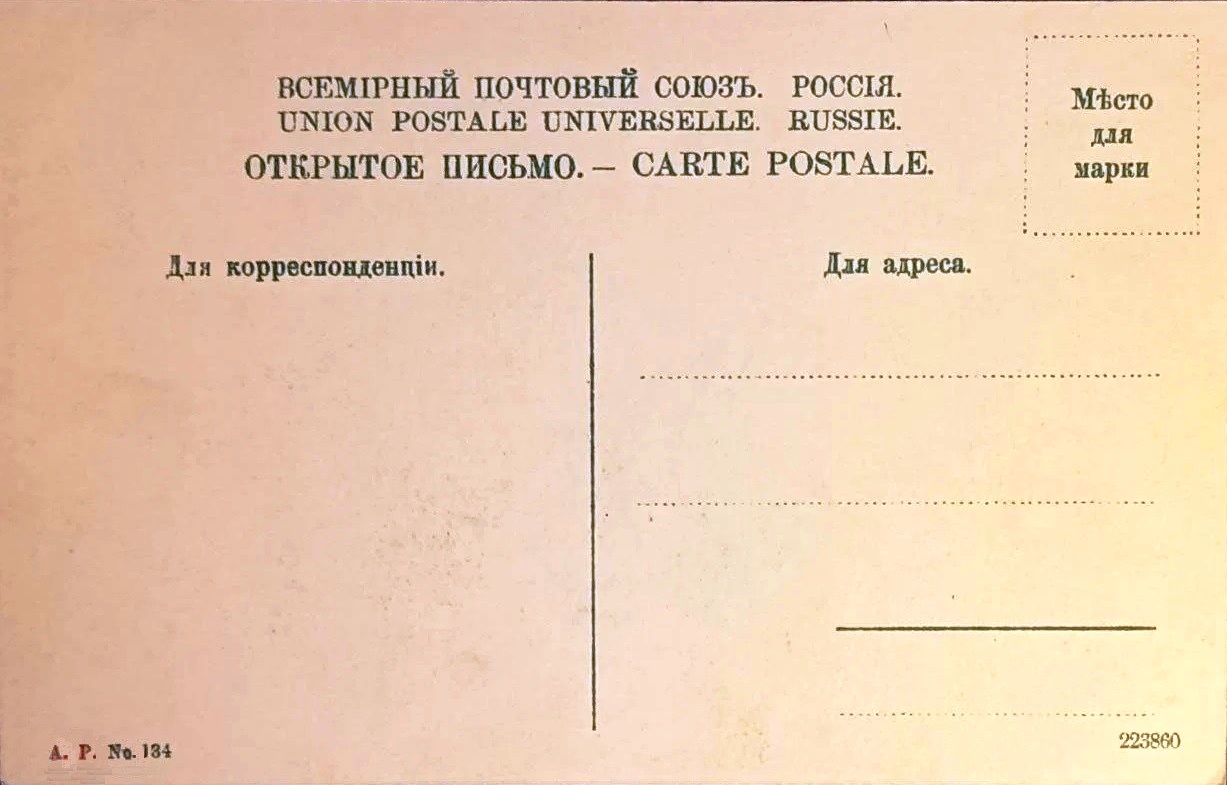 ВСЕМІРНЫЙ ПОЧТОВЫЙ СОЮЗЪ. РОССІЯ.
UNION POSTALE UNIVERSELLE. RUSSIE.
ОТКРЫТОЕ ПИСЬМО. — CARTE POSTALE.
Мѣсто
для
марки
Для корреспонденціи.
Для адреса.
A. P. No. 134
223860